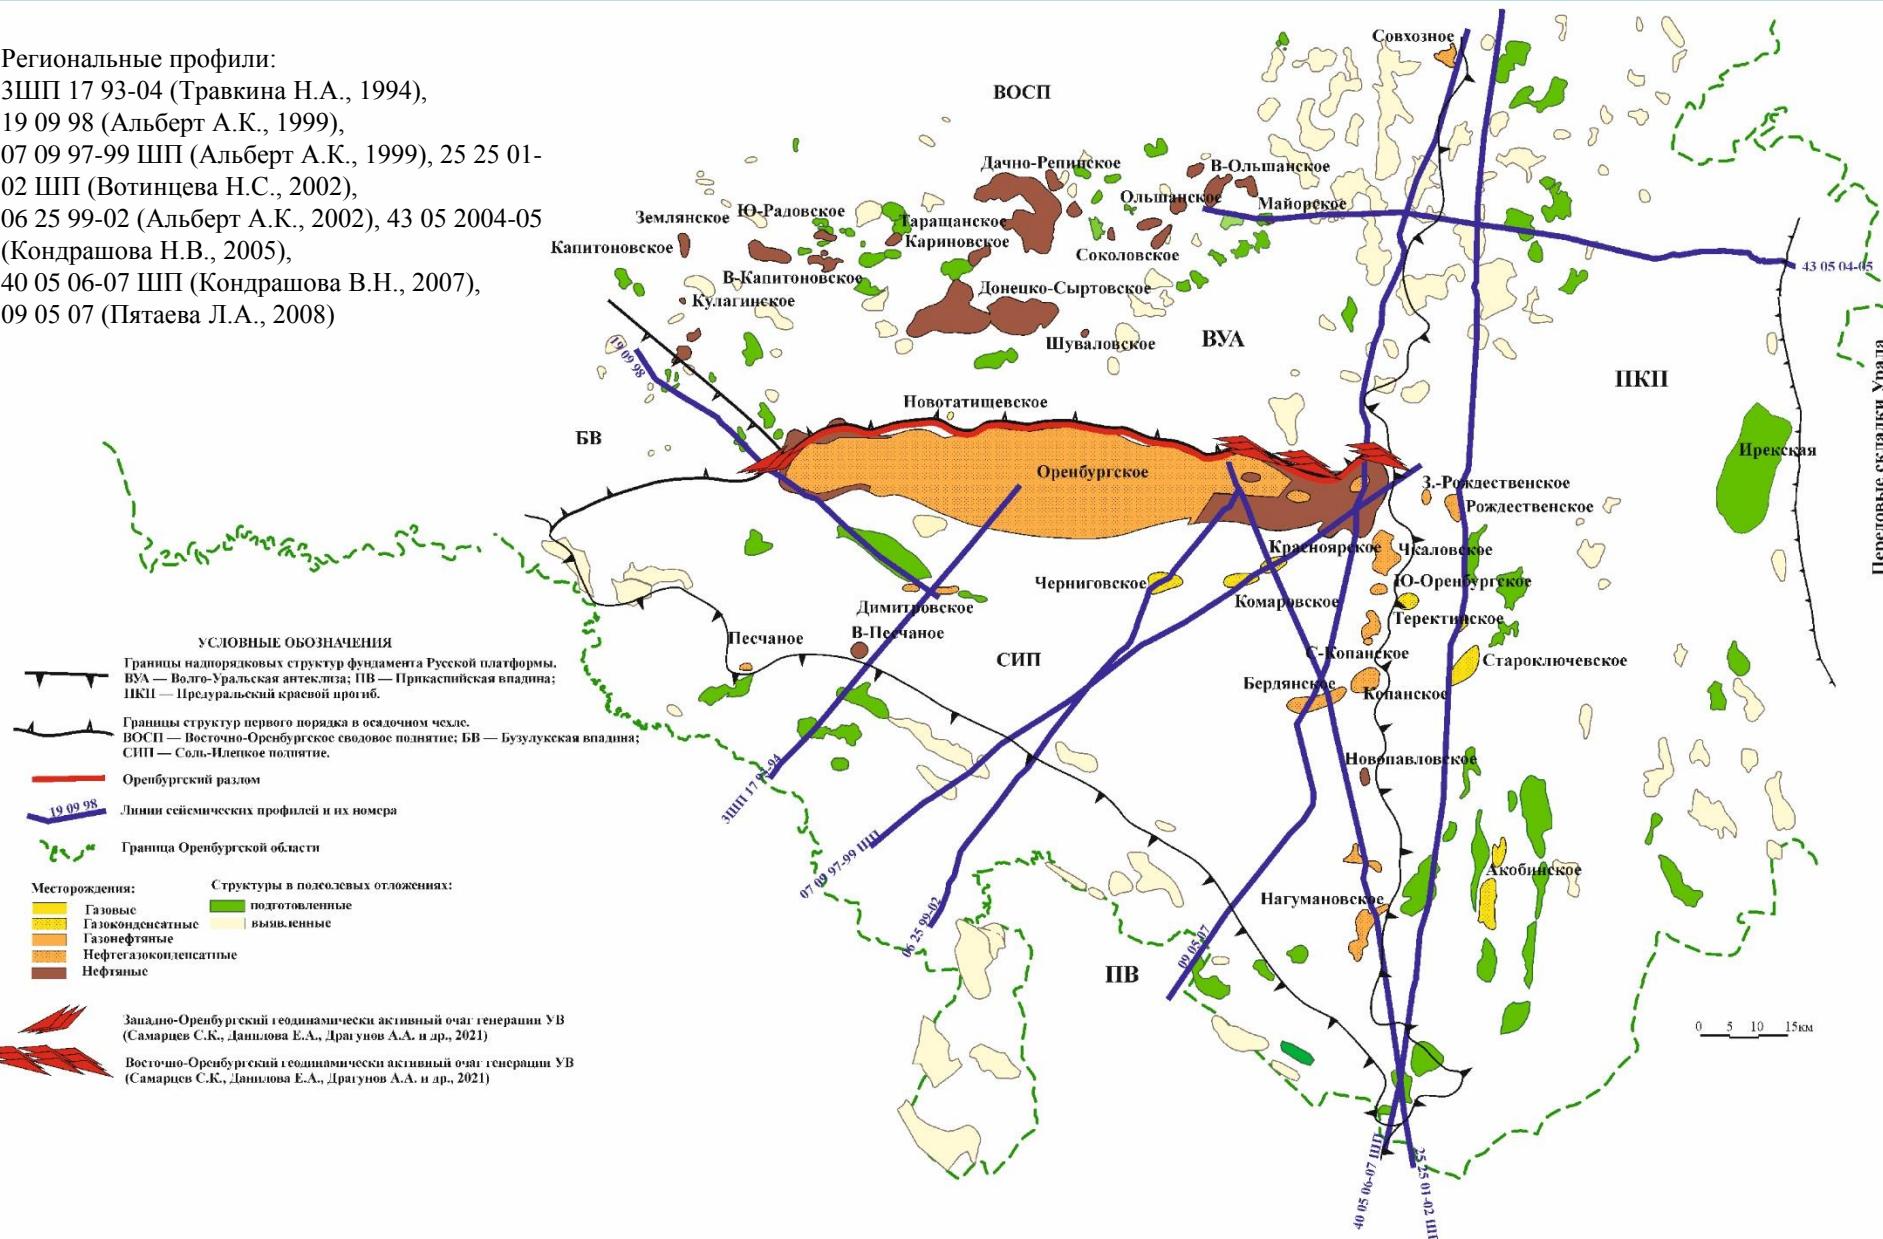 Региональные профили:
3ШП 17 93-04 (Травкина Н.А., 1994),
19 09 98 (Альберт А.К., 1999),
07 09 97-99 ШП (Альберт А.К., 1999), 25 25 01-
02 ШП (Вотинцева Н.С., 2002),
06 25 99-02 (Альберт А.К., 2002), 43 05 2004-05
(Кондрашова Н.В., 2005),
40 05 06-07 ШП (Кондрашова В.Н., 2007),
09 05 07 (Пятаева Л.А., 2008)
Совхозное
ВОСП
Дачно-Репинское
В-Ольшанское
Ольшанское
Майорское
Землянское
Ю-Радовское
Таращанское
Кариновское
Капитоновское
Соколовское
В-Капитоновское
43 05 04-05
Кулагинское
Донецко-Сыртовское
Шуваловское
ВУА
19 09 98
ПКП
Передовые складки Урала
Новотатищевское
БВ
Ирекская
Оренбургское
З.-Рождественское
Рождественское
Красноярское
Чкаловское
Черниговское
Ю-Оренбургское
Димитровское
Комаровское
Теректинское
Песчаное
В-Песчаное
СИП
С-Копанское
Староключевское
Бердянское
Копанское
Новопавловское
3ШП 17 93-94
07 09 97-99 ШП
Акобинское
Нагумановское
06 25 99-02
09 05 07
ПВ
40 05 06-07 ШП
25 25 01-02 ШП
0 5 10 15км
УСЛОВНЫЕ ОБОЗНАЧЕНИЯ
Границы надпорядковых структур фундамента Русской платформы.
ВУА — Волго-Уральская антеклиза; ПВ — Прикаспийская впадина;
ПКП — Предуральский краевой прогиб.
Границы структур первого порядка в осадочном чехле.
ВОСП — Восточно-Оренбургское сводовое поднятие; БВ — Бузулукская впадина;
СИП — Соль-Илецкое поднятие.
Оренбургский разлом
19 09 98
Линии сейсмических профилей и их номера
Граница Оренбургской области
Месторождения:
Газовые
Газоконденсатные
Газонефтяные
Нефтегазоконденсатные
Нефтяные
Структуры в подсолевых отложениях:
подготовленные
выявленные
Западно-Оренбургский геодинамически активный очаг генерации УВ
(Самарцев С.К., Данилова Е.А., Драгунов А.А. и др., 2021)
Восточно-Оренбургский геодинамически активный очаг генерации УВ
(Самарцев С.К., Данилова Е.А., Драгунов А.А. и др., 2021)